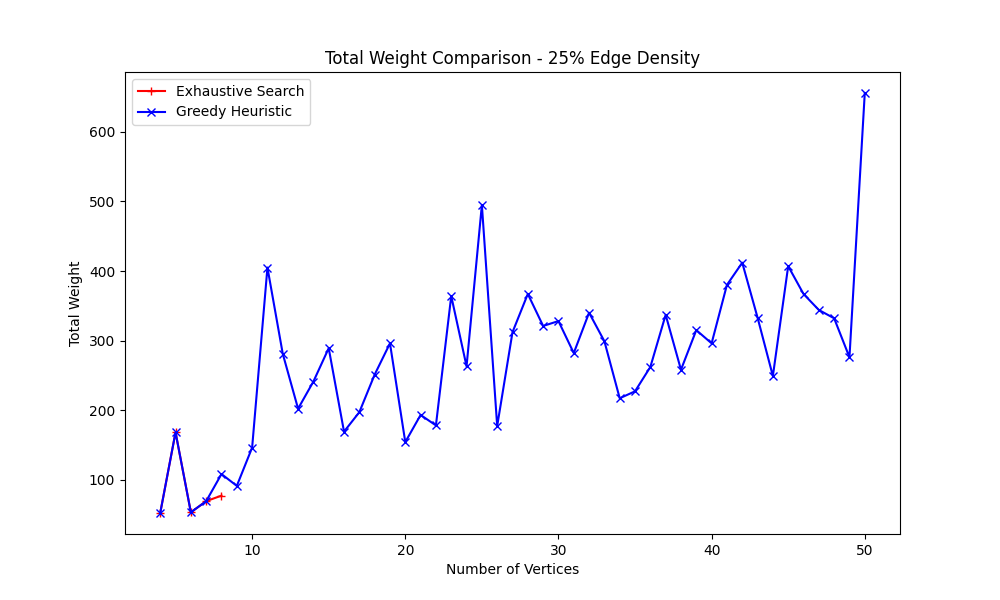 Total Weight Comparison - 25% Edge Density
Exhaustive Search
Greedy Heuristic
Total Weight
600
500
400
300
200
100
10
20
30
40
50
Number of Vertices